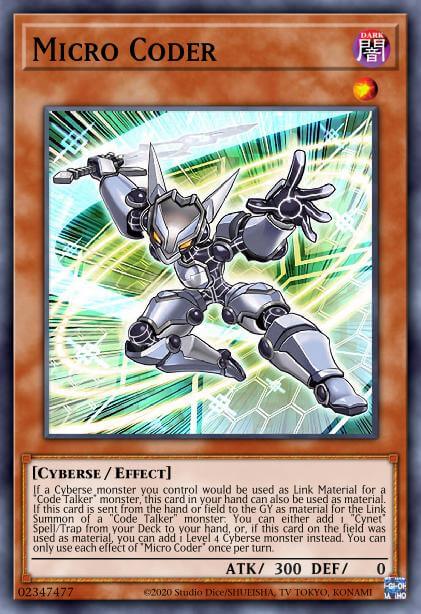 MICRO CODER
DARK
闇
[CYBERSE / EFFECT]
If a Cyberse monster you control would be used as Link Material for a
"Code Talker" monster, this card in your hand can also be used as material.
If this card is sent from the hand or field to the GY as material for the Link
Summon of a "Code Talker" monster: You can either add 1 "Cynet"
Spell/Trap from your Deck to your hand, or, if this card on the field was
used as material, you can add 1 Level 4 Cyberse monster instead. You can
only use each effect of "Micro Coder" once per turn.
ATK/ 300 DEF/ 0
02347477
©2020 Studio Dice/SHUEISHA, TV TOKYO, KONAMI